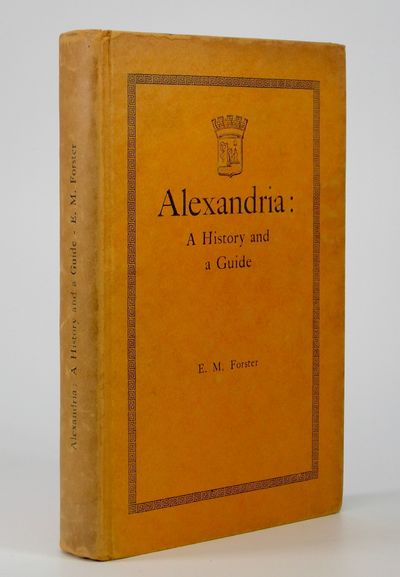 Alexandria: A History and a Guide - E. M. Forster
Alexandria:
A History and
a Guide
E. M. Forster